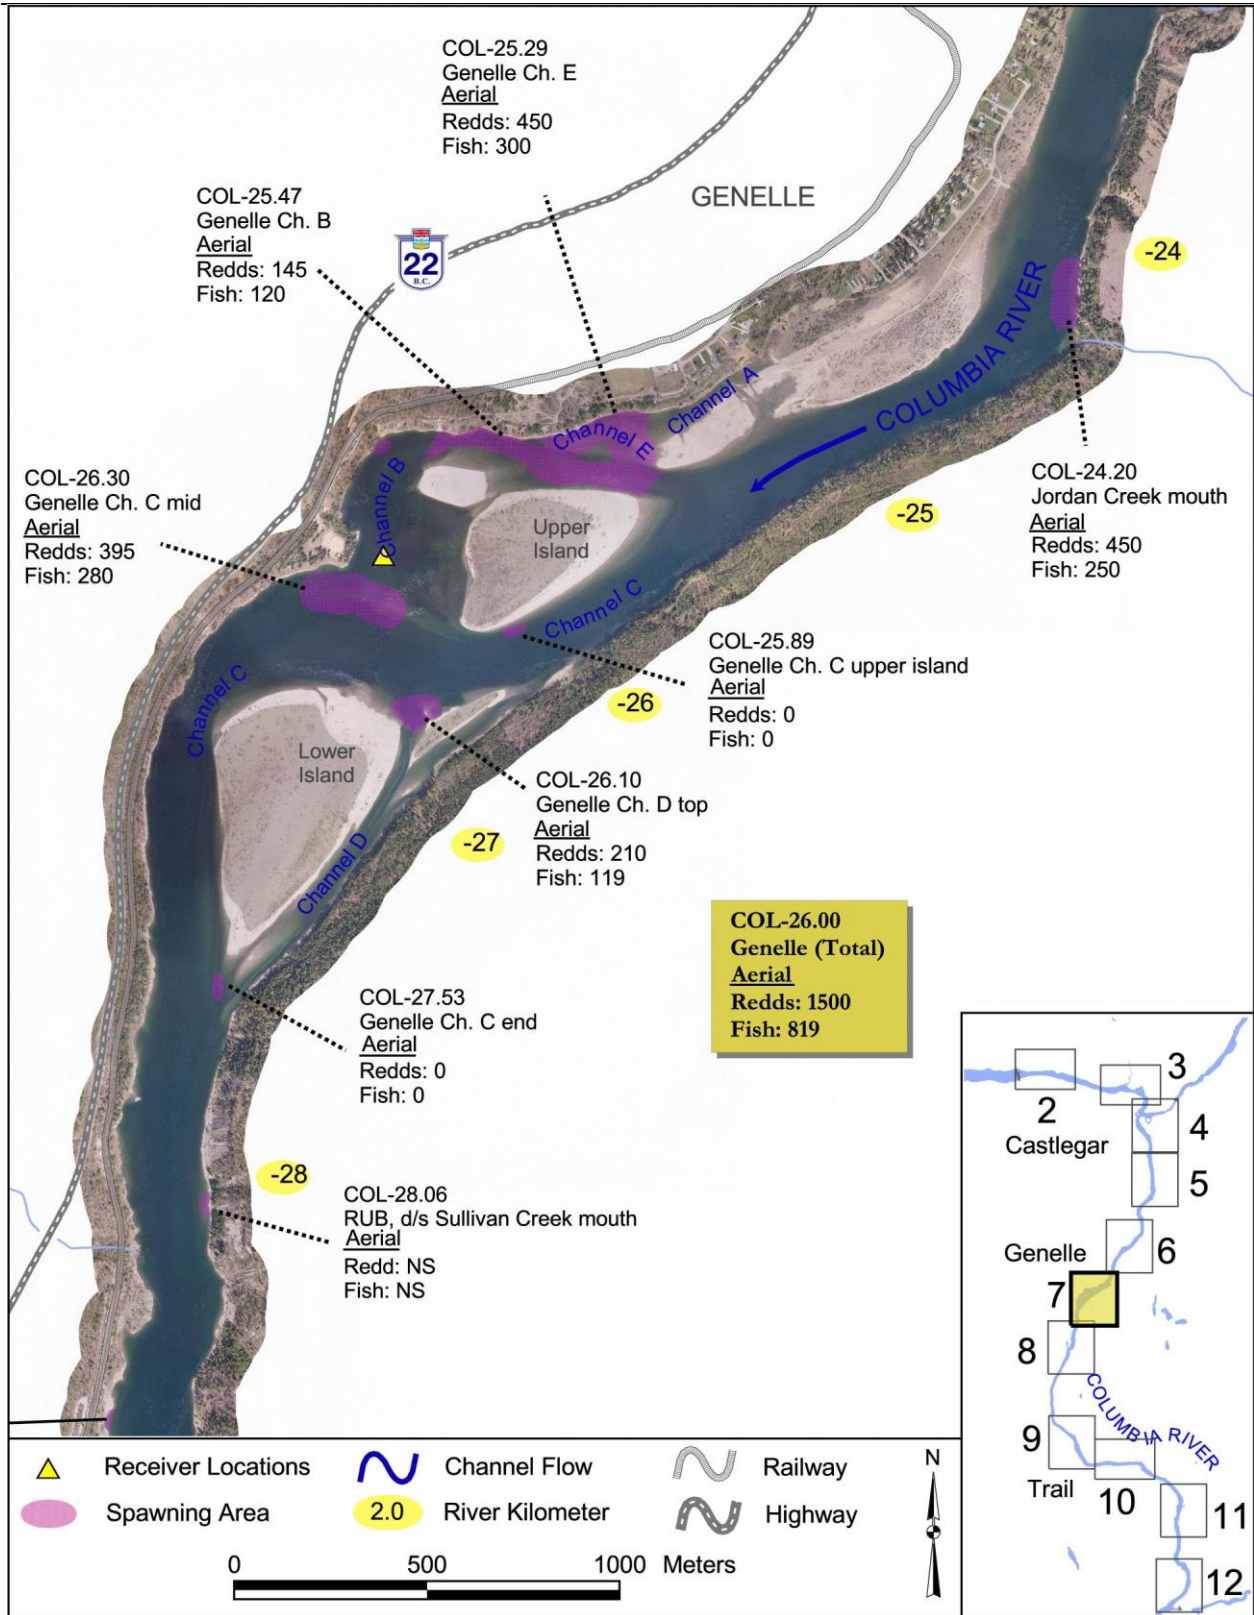 COL-25.29
Genelle Ch. E
Aerial
Redds: 450
Fish: 300
COL-25.47
Genelle Ch. B
Aerial
Redds: 145
Fish: 120
22
B.C.
GENELLE
-24
COLUMBIA RIVER
Channel A
Channel E
Channel B
COL-26.30
Genelle Ch. C mid
Aerial
Redds: 395
Fish: 280
COL-24.20
Jordan Creek mouth
Aerial
Redds: 450
Fish: 250
-25
Upper
Island
Channel C
COL-25.89
Genelle Ch. C upper island
Aerial
Redds: 0
Fish: 0
-26
Channel C
Lower
Island
COL-26.10
Genelle Ch. D top
Aerial
Redds: 210
Fish: 119
-27
Channel D
COL-26.00
Genelle (Total)
Aerial
Redds: 1500
Fish: 819
COL-27.53
Genelle Ch. C end
Aerial
Redds: 0
Fish: 0
-28
COL-28.06
RUB, d/s Sullivan Creek mouth
Aerial
Redd: NS
Fish: NS
3
2
Castlegar
4
5
6
Genelle
7
8
COLUMBIA RIVER
9
Trail
10
11
12
Receiver Locations
Channel Flow
Railway
Spawning Area
2.0
River Kilometer
Highway
N
0
500
1000
Meters